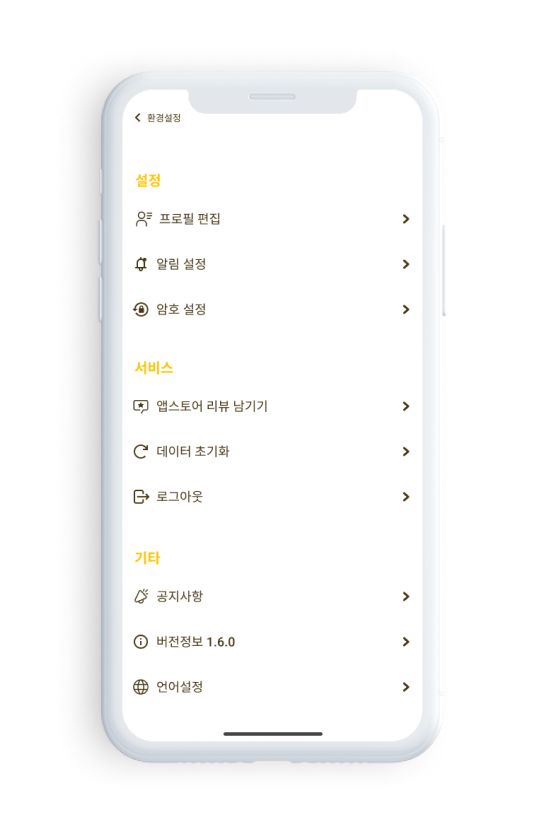 환경설정
설정
프로필 편집
알림 설정
암호 설정
서비스
앱스토어 리뷰 남기기
데이터 초기화
로그아웃
기타
공지사항
버전정보 1.6.0
언어설정